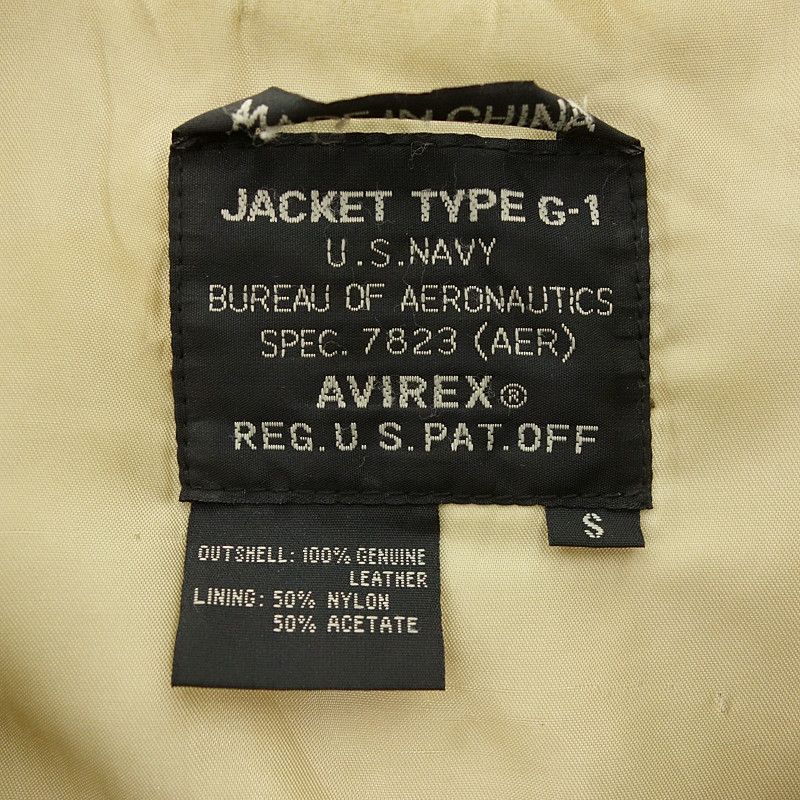 MADE IN CHINA
JACKET TYPE G-1
U.S.NAVY
BUREAU OF AERONAUTICS
SPEC. 7823 (AER)
AVIREX®
REG.U.S.PAT.OFF
S
OUTSHELL: 100% GENUINE
LEATHER
LINING: 50% NYLON
50% ACETATE